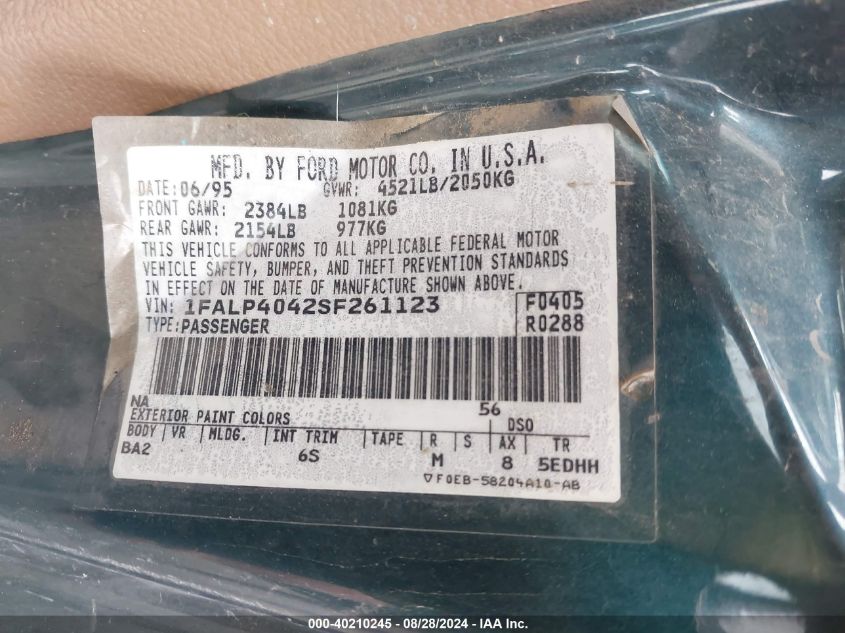 MFD. BY FORD MOTOR CO. IN U.S.A.
DATE: 06/95 GVWR: 4521LB/2050KG
FRONT GAWR: 2384LB 1081KG
REAR GAWR: 2154LB 977KG
THIS VEHICLE CONFORMS TO ALL APPLICABLE FEDERAL MOTOR
VEHICLE SAFETY, BUMPER, AND THEFT PREVENTION STANDARDS
IN EFFECT ON THE DATE OF MANUFACTURE SHOWN ABOVE.
VIN: 1FALP4042SF261123 F0405
TYPE: PASSENGER R0288
NA 56
EXTERIOR PAINT COLORS DSO
BODY VR MLDG. INT TRIM TAPE R S AX TR
BA2 6S M 8 5EDHH
F0EB-58204A10-AB
000-40210245 - 08/28/2024 - IAA Inc.